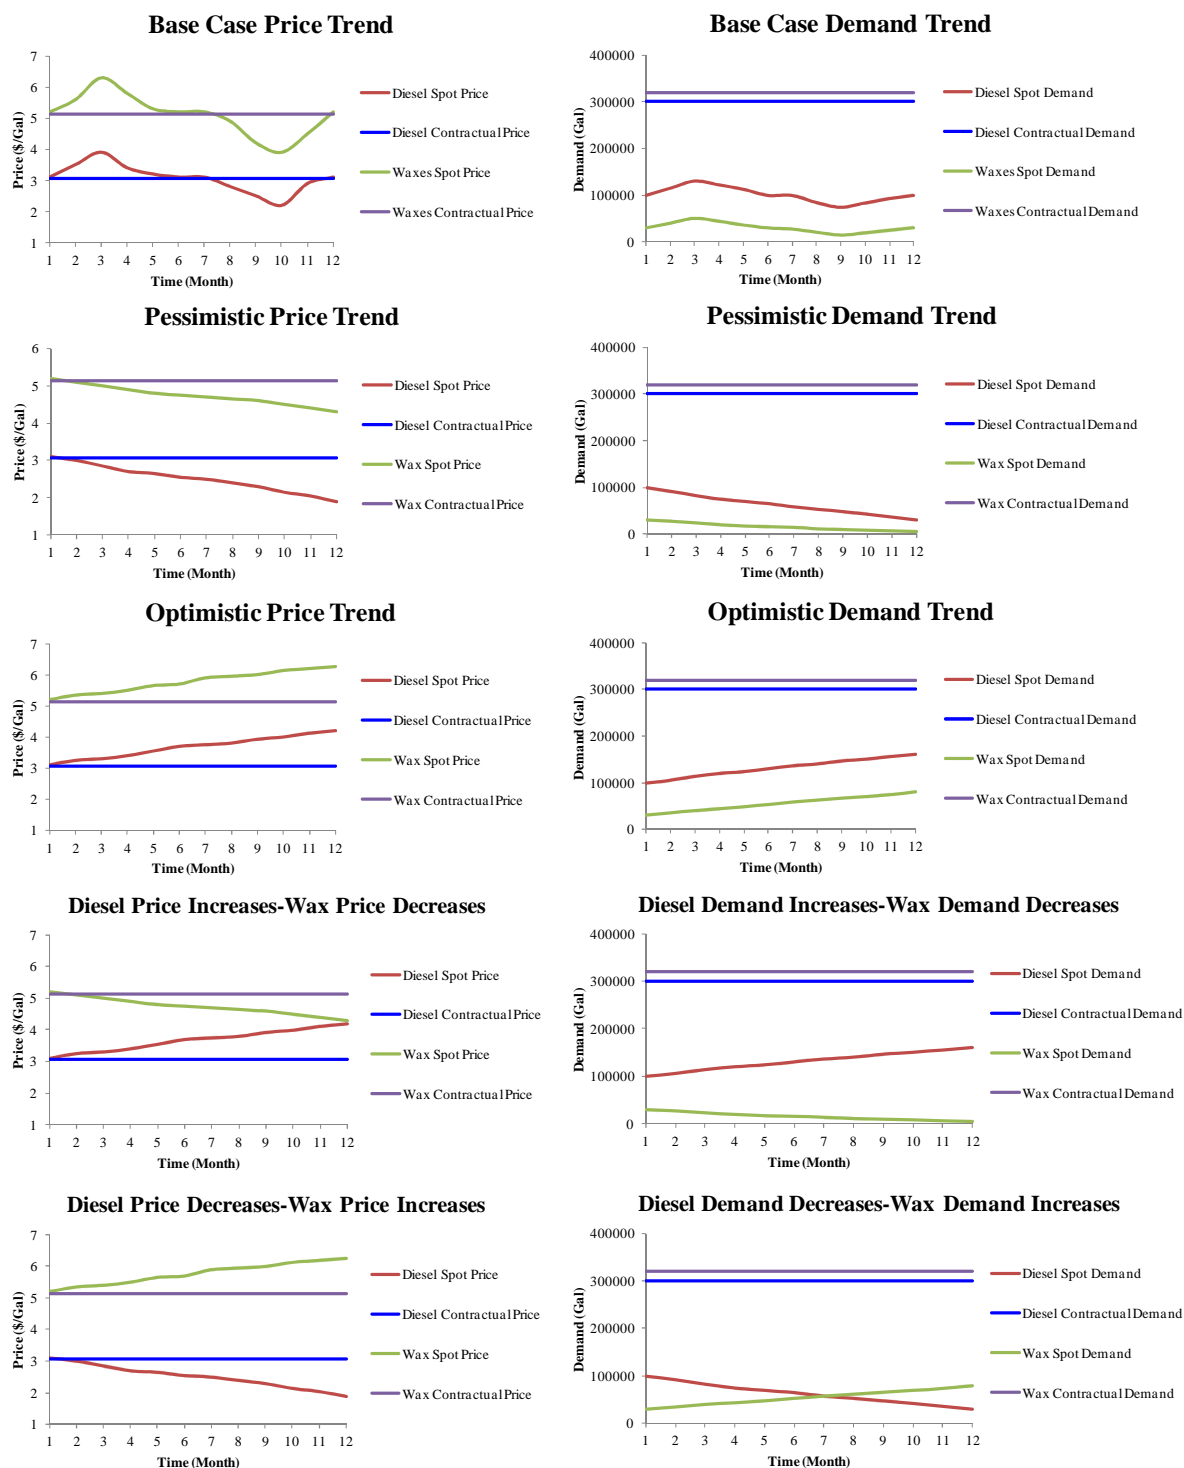 Base Case Price Trend
7
6
5
4
3
2
1
Price ($/Gal)
1 2 3 4 5 6 7 8 9 10 11 12
Time (Month)
Diesel Spot Price
Diesel Contractual Price
Waxes Spot Price
Waxes Contractual Price
Base Case Demand Trend
400000
300000
200000
100000
0
Demand (Gal)
1 2 3 4 5 6 7 8 9 10 11 12
Time (Month)
Diesel Spot Demand
Diesel Contractual Demand
Waxes Spot Demand
Waxes Contractual Demand
Pessimistic Price Trend
6
5
4
3
2
1
Price ($/Gal)
1 2 3 4 5 6 7 8 9 10 11 12
Time (Month)
Diesel Spot Price
Diesel Contractual Price
Wax Spot Price
Wax Contractual Price
Pessimistic Demand Trend
400000
300000
200000
100000
0
Demand (Gal)
1 2 3 4 5 6 7 8 9 10 11 12
Time (Month)
Diesel Spot Demand
Diesel Contractual Demand
Wax Spot Demand
Wax Contractual Demand
Optimistic Price Trend
7
6
5
4
3
2
1
Price ($/Gal)
1 2 3 4 5 6 7 8 9 10 11 12
Time (Month)
Diesel Spot Price
Diesel Contractual Price
Wax Spot Price
Wax Contractual Price
Optimistic Demand Trend
400000
300000
200000
100000
0
Demand (Gal)
1 2 3 4 5 6 7 8 9 10 11 12
Time (Month)
Diesel Spot Demand
Diesel Contractual Demand
Wax Spot Demand
Wax Contractual Demand
Diesel Price Increases-Wax Price Decreases
7
6
5
4
3
2
1
Price ($/Gal)
1 2 3 4 5 6 7 8 9 10 11 12
Time (Month)
Diesel Spot Price
Diesel Contractual Price
Wax Spot Price
Wax Contractual Price
Diesel Demand Increases-Wax Demand Decreases
400000
300000
200000
100000
0
Demand (Gal)
1 2 3 4 5 6 7 8 9 10 11 12
Time (Month)
Diesel Spot Demand
Diesel Contractual Demand
Wax Spot Demand
Wax Contractual Demand
Diesel Price Decreases-Wax Price Increases
7
6
5
4
3
2
1
Price ($/Gal)
1 2 3 4 5 6 7 8 9 10 11 12
Time (Month)
Diesel Spot Price
Diesel Contractual Price
Wax Spot Price
Wax Contractual Price
Diesel Demand Decreases-Wax Demand Increases
400000
300000
200000
100000
0
Demand (Gal)
1 2 3 4 5 6 7 8 9 10 11 12
Time (Month)
Diesel Spot Demand
Diesel Contractual Demand
Wax Spot Demand
Wax Contractual Demand